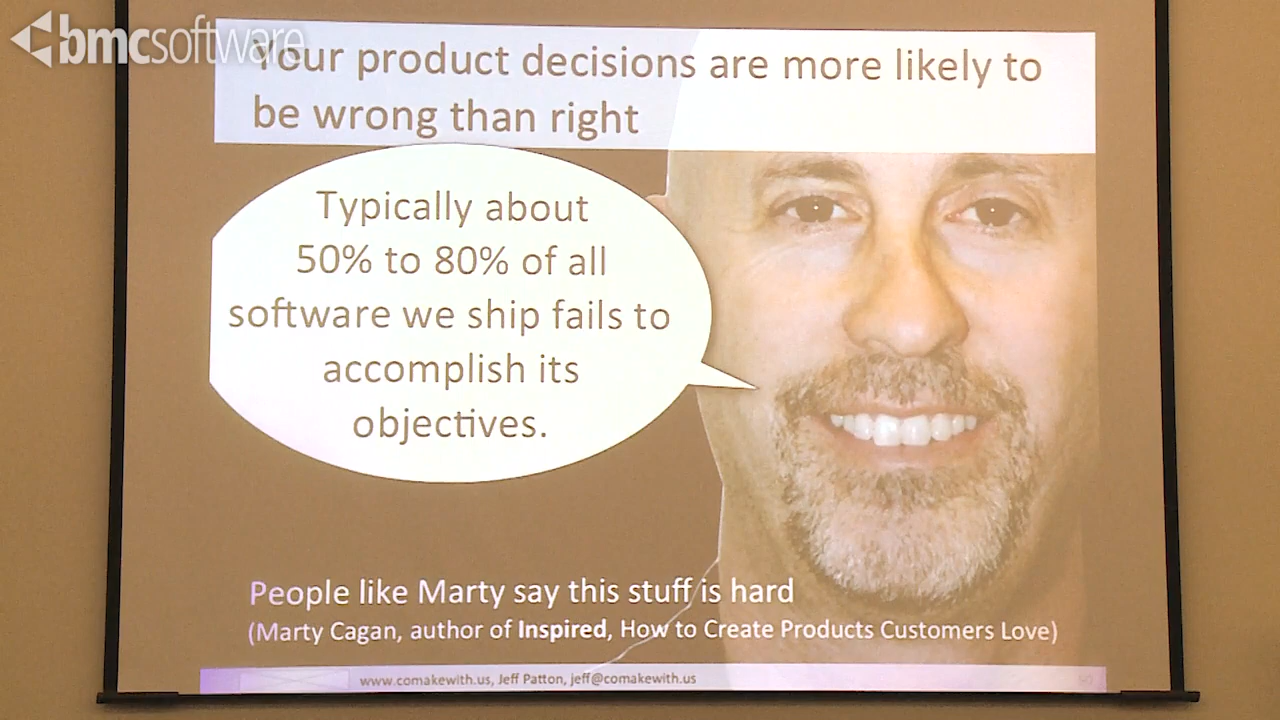 bmcsoftware
Your product decisions are more likely to
be wrong than right
Typically about
50% to 80% of all
software we ship fails to
accomplish its
objectives.
People like Marty say this stuff is hard
(Marty Cagan, author of Inspired, How to Create Products Customers Love)
www.comakewith.us, Jeff Patton, jeff@comakewith.us